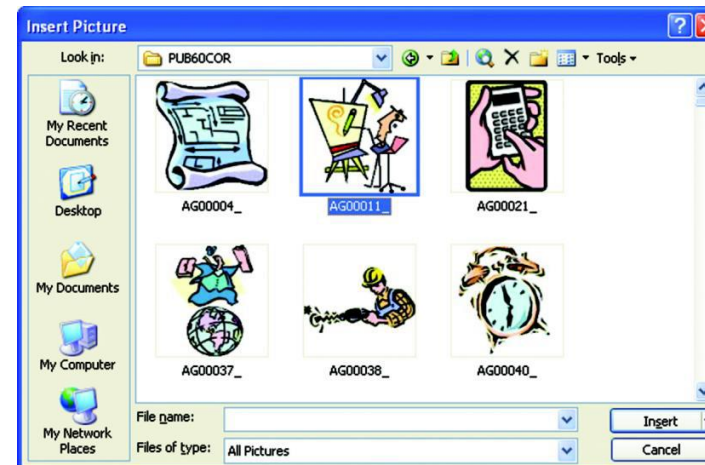 Insert Picture
Look in:
PUB60COR
Tools
My Recent
Documents
Desktop
My Documents
My Computer
My Network
Places
AG00004_
AG00011_
AG00021_
AG00037_
AG00038_
AG00040_
File name:
Files of type:
All Pictures
Insert
Cancel